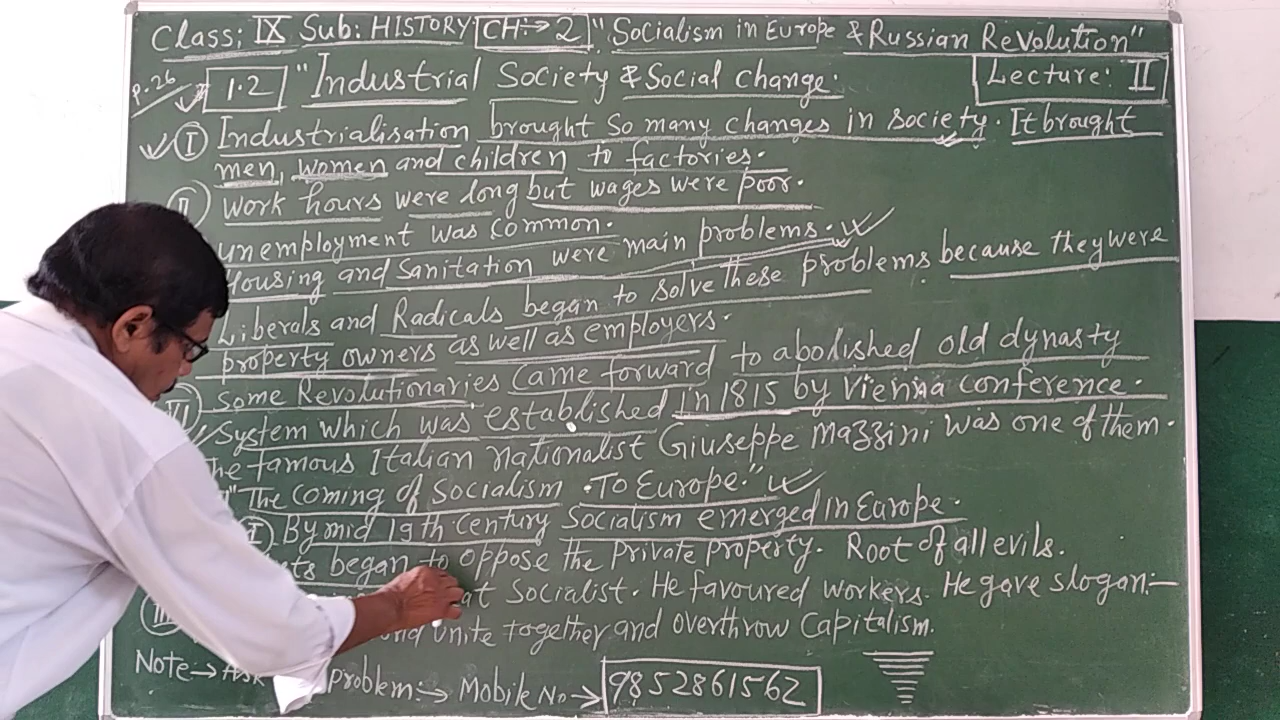 Class: IX Sub: HISTORY CH:→2 "Socialism in Europe & Russian Revolution"
P.26 1.2 "Industrial Society & Social change: Lecture: II
I Industrialisation brought so many changes in society. It brought
men, women and children to factories.
II work hours were long but wages were poor.
unemployment was common.
Housing and Sanitation were main problems.
Liberals and Radicals began to solve these problems because they were
property owners as well as employers.
VI some Revolutionaries came forward to abolished old dynasty
System which was established in 1815 by Vienna conference.
he famous Italian nationalist Giuseppe Mazzini was one of them.
"The coming of Socialism To Europe."
I By mid 19th Century Socialism emerged in Europe.
began to oppose the private property. Root of all evils.
III at Socialist. He favoured workers. He gave slogan:-
unite together and overthrow Capitalism.
Note→ Ask Problem:→ Mobile No→ 9852861562